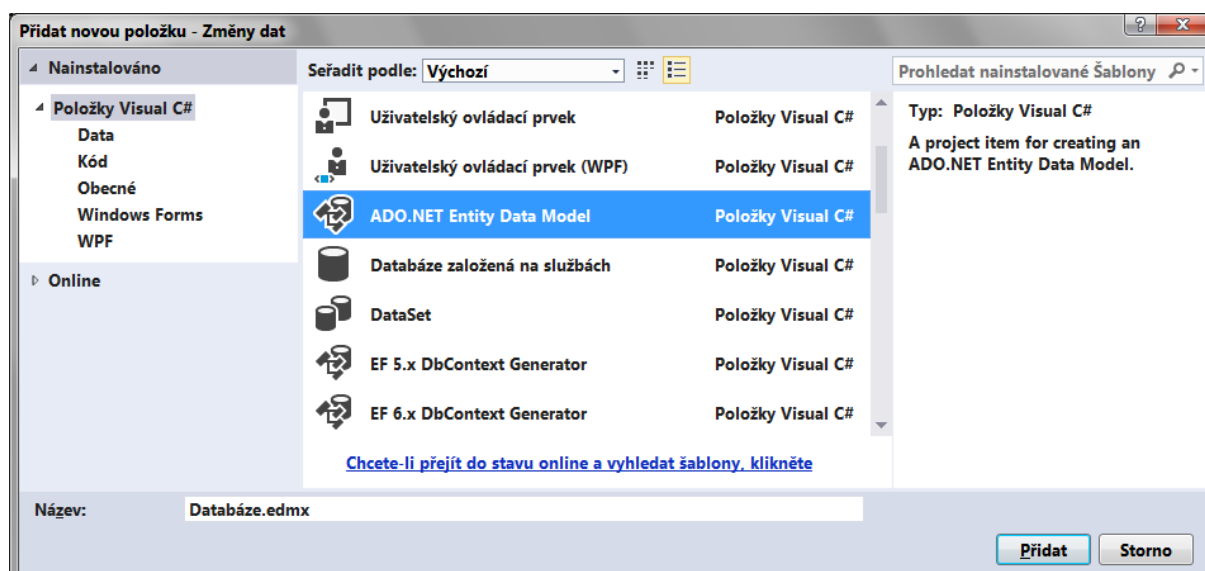 Přidat novou položku - Změny dat
Nainstalováno
Seřadit podle: Výchozí
Prohledat nainstalované Šablony
Položky Visual C#
Data
Kód
Obecné
Windows Forms
WPF
Online
Uživatelský ovládací prvek Položky Visual C#
Uživatelský ovládací prvek (WPF) Položky Visual C#
ADO.NET Entity Data Model Položky Visual C#
Databáze založená na službách Položky Visual C#
DataSet Položky Visual C#
EF 5.x DbContext Generator Položky Visual C#
EF 6.x DbContext Generator Položky Visual C#
Chcete-li přejít do stavu online a vyhledat šablony, klikněte
Typ: Položky Visual C#
A project item for creating an
ADO.NET Entity Data Model.
Název: Databáze.edmx
Přidat Storno